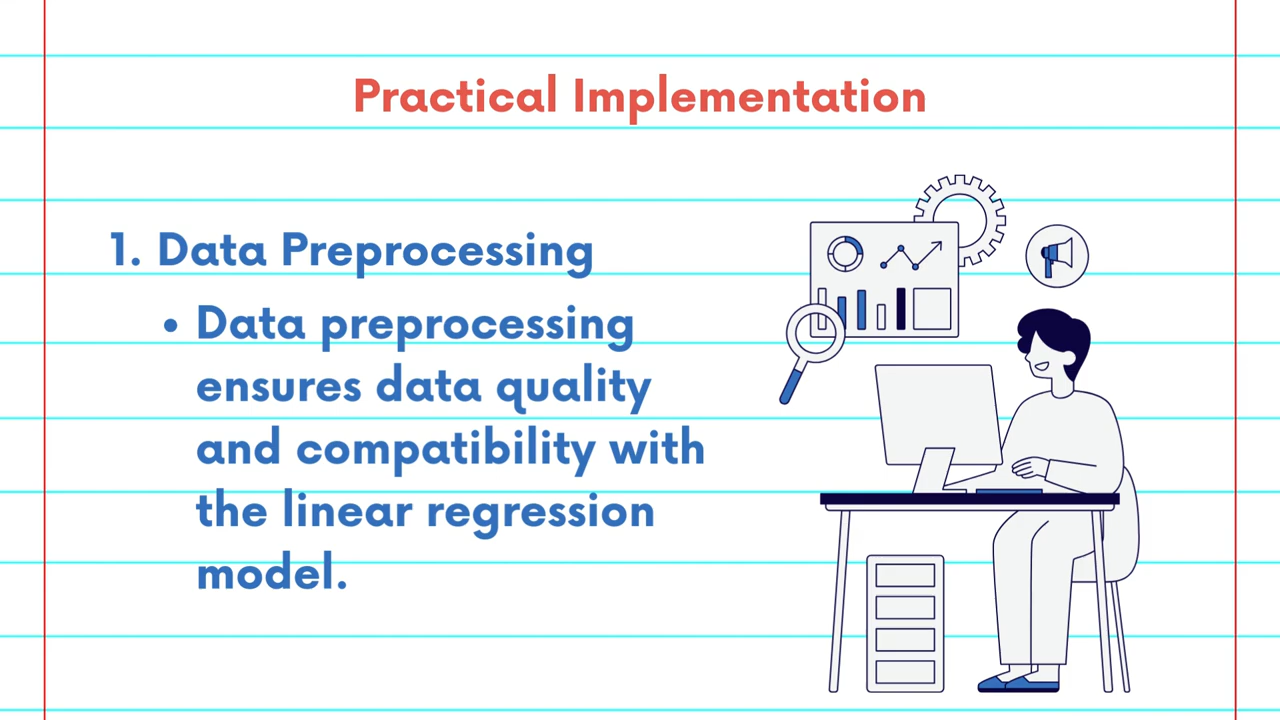 Practical Implementation
1. Data Preprocessing
• Data preprocessing
ensures data quality
and compatibility with
the linear regression
model.